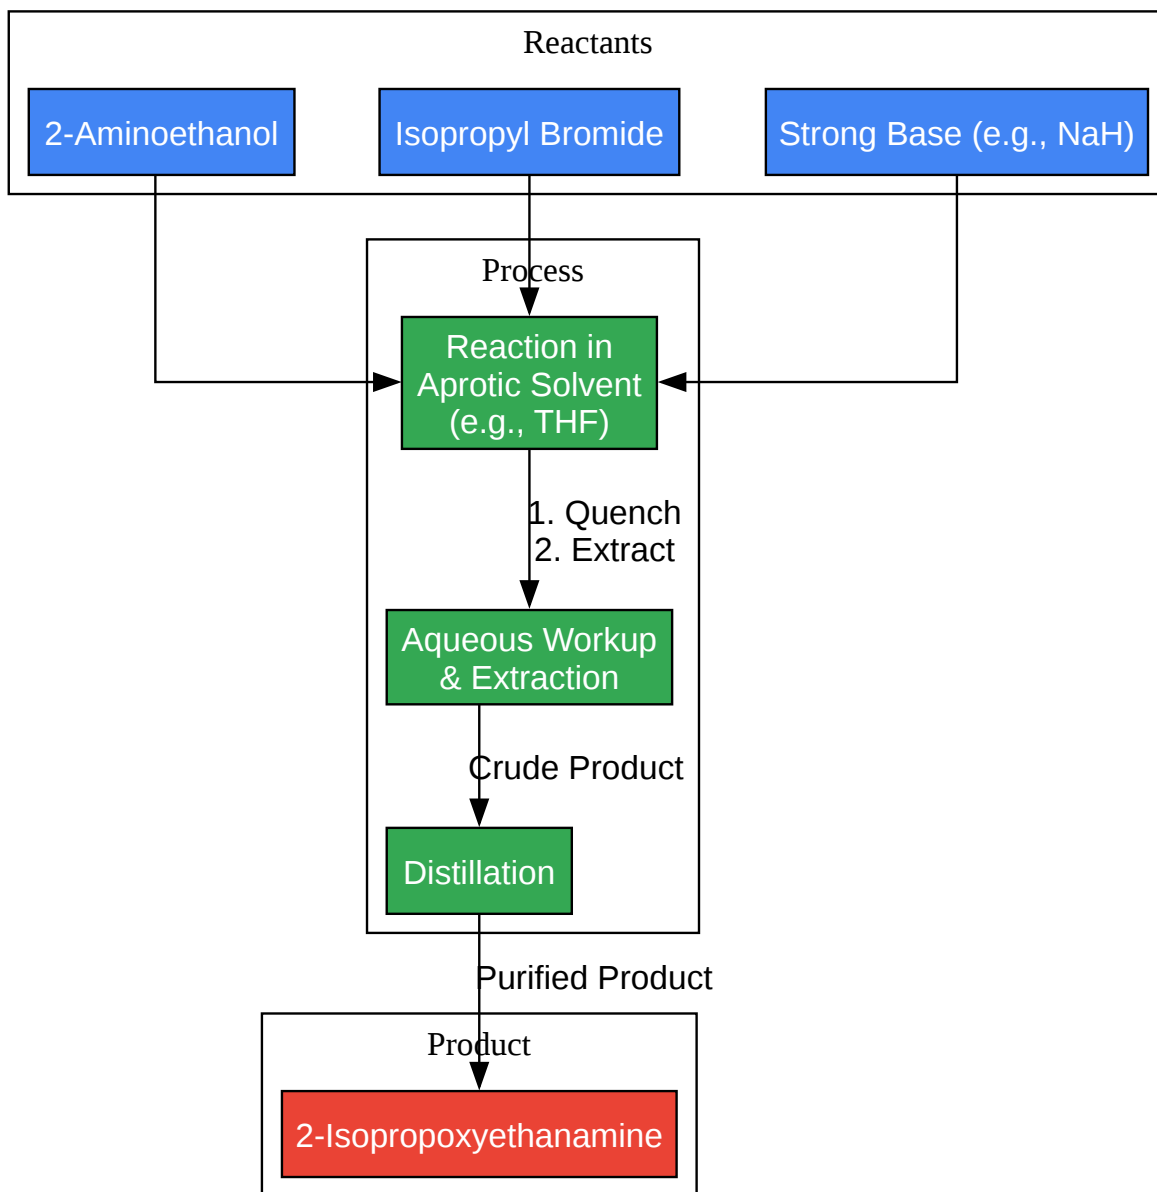 Reactants
2-Aminoethanol
Isopropyl Bromide
Strong Base (e.g., NaH)
Process
Reaction in
Aprotic Solvent
(e.g., THF)
1. Quench
2. Extract
Aqueous Workup
& Extraction
Crude Product
Distillation
Purified Product
Product
2-Isopropoxyethanamine